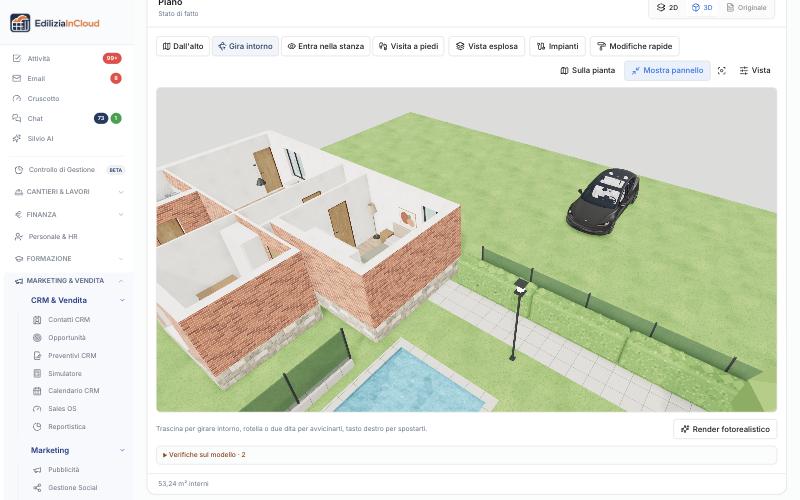 Piano
Stato di fatto
2D
3D
Originale
EdiliziaInCloud
Dall'alto
Gira intorno
Entra nella stanza
Visita a piedi
Vista esplosa
Impianti
Modifiche rapide
Sulla pianta
Mostra pannello
Vista
Attività
99+
Email
8
Cruscotto
Chat
73
1
Silvio AI
Controllo di Gestione
BETA
CANTIERI & LAVORI
FINANZA
Personale & HR
FORMAZIONE
MARKETING & VENDITA
CRM & Vendita
Contatti CRM
Opportunità
Preventivi CRM
Simulatore
Calendario CRM
Sales OS
Reportistica
Marketing
Pubblicità
Gestione Social
Trascina per girare intorno, rotella o due dita per avvicinarti, tasto destro per spostarti.
Render fotorealistico
Verifiche sul modello · 2
53,24 m² interni